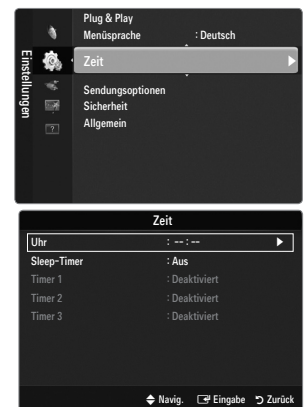 Plug & Play
Menüsprache : Deutsch
Einstellungen
Zeit
Sendungsoptionen
Sicherheit
Allgemein
Zeit
Uhr : -- : --
Sleep-Timer : Aus
Timer 1 : Deaktiviert
Timer 2 : Deaktiviert
Timer 3 : Deaktiviert
Navig. Eingabe Zurück